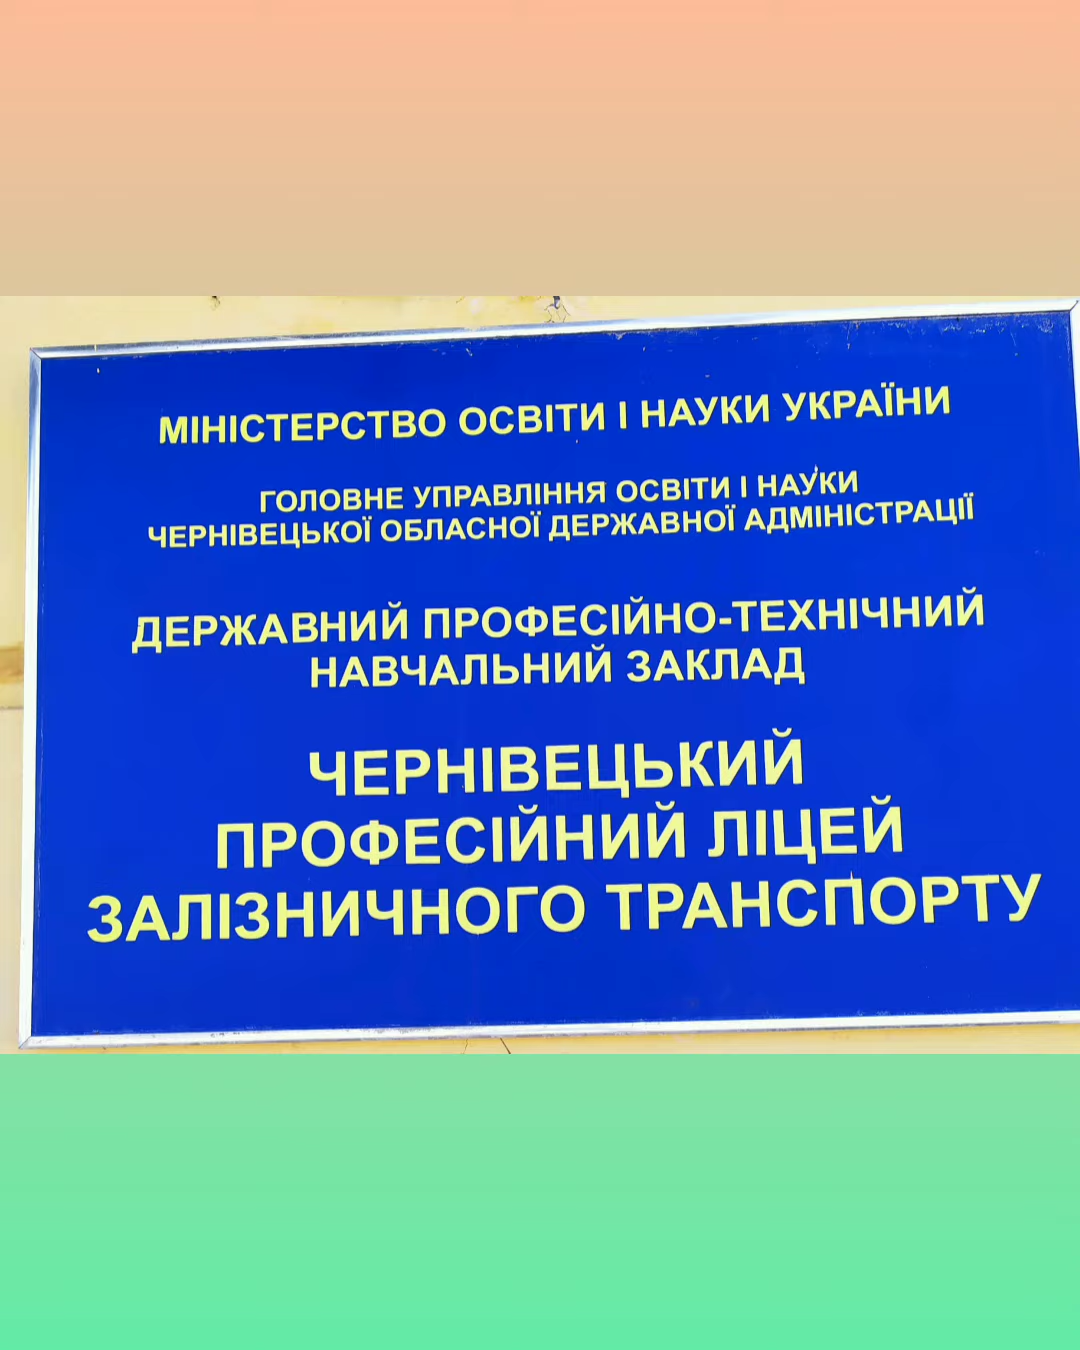 МІНІСТЕРСТВО ОСВІТИ І НАУКИ УКРАЇНИ
ГОЛОВНЕ УПРАВЛІННЯ ОСВІТИ І НАУКИ
ЧЕРНІВЕЦЬКОЇ ОБЛАСНОЇ ДЕРЖАВНОЇ АДМІНІСТРАЦІЇ
ДЕРЖАВНИЙ ПРОФЕСІЙНО-ТЕХНІЧНИЙ
НАВЧАЛЬНИЙ ЗАКЛАД
ЧЕРНІВЕЦЬКИЙ
ПРОФЕСІЙНИЙ ЛІЦЕЙ
ЗАЛІЗНИЧНОГО ТРАНСПОРТУ